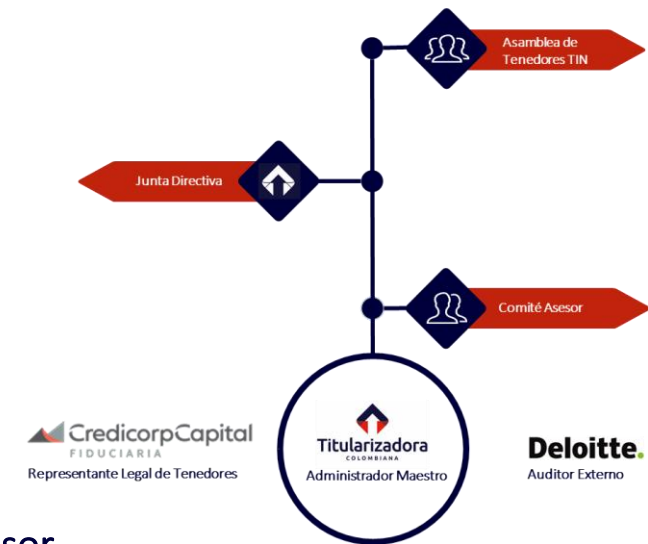 Asamblea de
Tenedores TIN
Junta Directiva
Comité Asesor
CredicorpCapital
FIDUCIARIA
Representante Legal de Tenedores
Titularizadora
COLOMBIANA
Administrador Maestro
Deloitte.
Auditor Externo